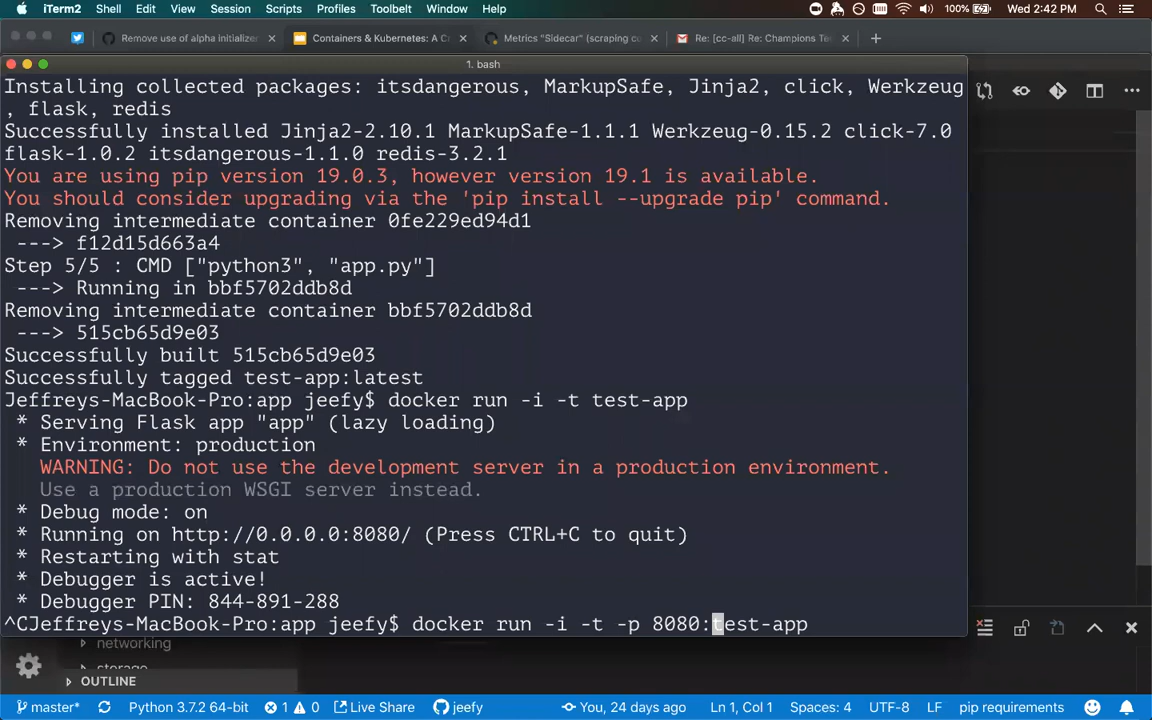 iTerm2 Shell Edit View Session Scripts Profiles Toolbelt Window Help 100% Wed 2:42 PM
Remove use of alpha initializer Containers & Kubernetes: A C Metrics "Sidecar" (scraping c Re: [cc-all] Re: Champions Te
1. bash
Installing collected packages: itsdangerous, MarkupSafe, Jinja2, click, Werkzeug
, flask, redis
Successfully installed Jinja2-2.10.1 MarkupSafe-1.1.1 Werkzeug-0.15.2 click-7.0
flask-1.0.2 itsdangerous-1.1.0 redis-3.2.1
You are using pip version 19.0.3, however version 19.1 is available.
You should consider upgrading via the 'pip install --upgrade pip' command.
Removing intermediate container 0fe229ed94d1
---> f12d15d663a4
Step 5/5 : CMD ["python3", "app.py"]
---> Running in bbf5702ddb8d
Removing intermediate container bbf5702ddb8d
---> 515cb65d9e03
Successfully built 515cb65d9e03
Successfully tagged test-app:latest
Jeffreys-MacBook-Pro:app jeefy$ docker run -i -t test-app
* Serving Flask app "app" (lazy loading)
* Environment: production
WARNING: Do not use the development server in a production environment.
Use a production WSGI server instead.
* Debug mode: on
* Running on http://0.0.0.0:8080/ (Press CTRL+C to quit)
* Restarting with stat
* Debugger is active!
* Debugger PIN: 844-891-288
^CJeffreys-MacBook-Pro:app jeefy$ docker run -i -t -p 8080:test-app
networking
storage
OUTLINE
master* Python 3.7.2 64-bit 1 0 Live Share jeefy You, 24 days ago Ln 1, Col 1 Spaces: 4 UTF-8 LF pip requirements